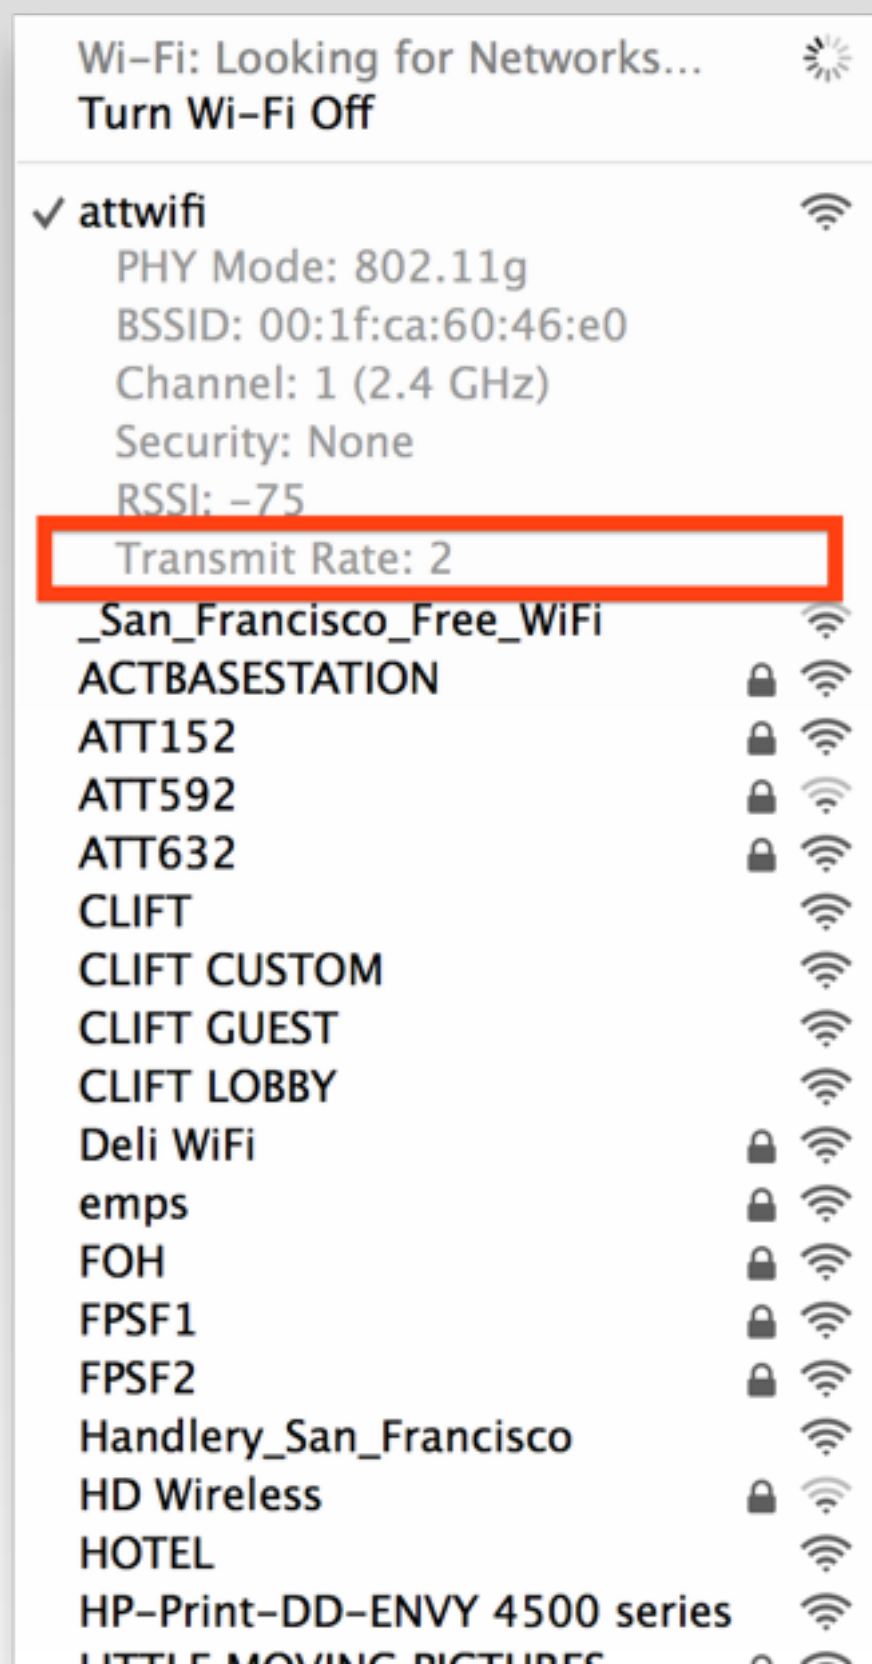 Wi-Fi: Looking for Networks...
Turn Wi-Fi Off
attwifi
PHY Mode: 802.11g
BSSID: 00:1f:ca:60:46:e0
Channel: 1 (2.4 GHz)
Security: None
RSSI: -75
Transmit Rate: 2
_San_Francisco_Free_WiFi
ACTBASESTATION
ATT152
ATT592
ATT632
CLIFT
CLIFT CUSTOM
CLIFT GUEST
CLIFT LOBBY
Deli WiFi
emps
FOH
FPSF1
FPSF2
Handlery_San_Francisco
HD Wireless
HOTEL
HP-Print-DD-ENVY 4500 series
LITTLE MOVING PICTURES